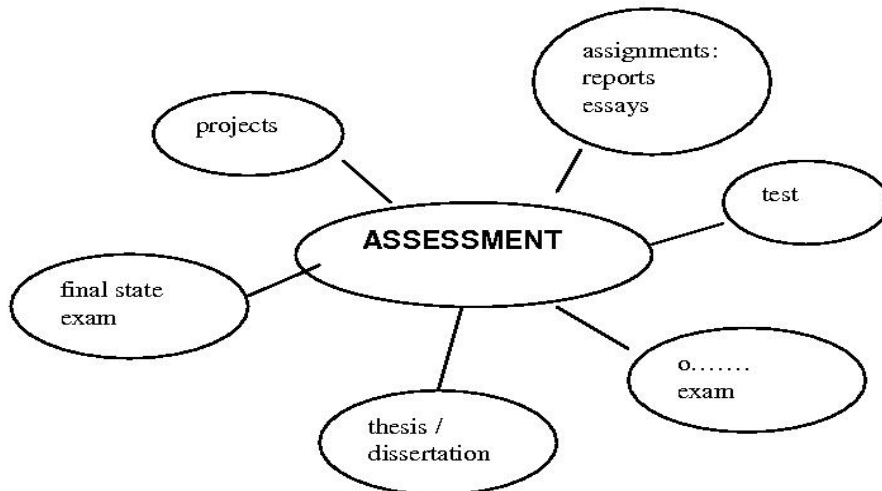 assignments:
reports
essays
projects
test
ASSESSMENT
final state
exam
o.......
exam
thesis /
dissertation